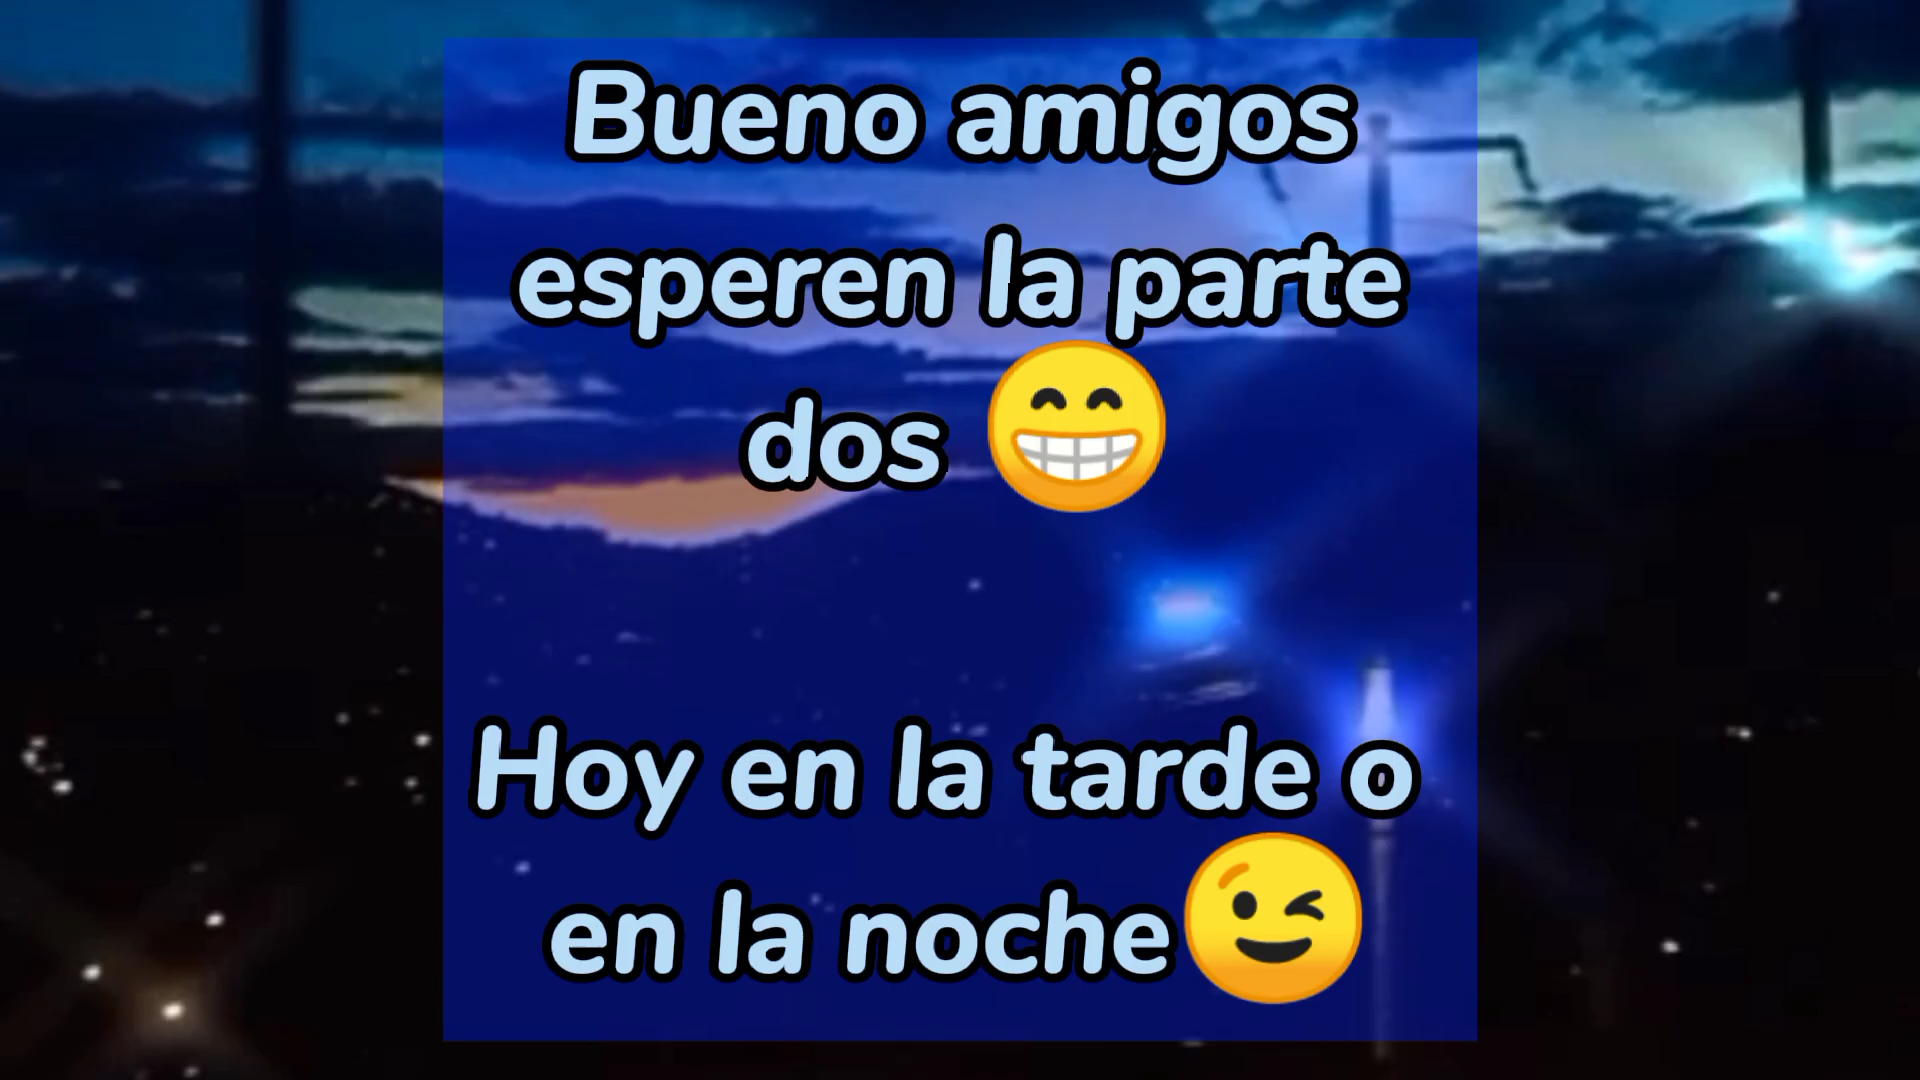 Bueno amigos
esperen la parte
dos 😁
Hoy en la tarde o
en la noche😉